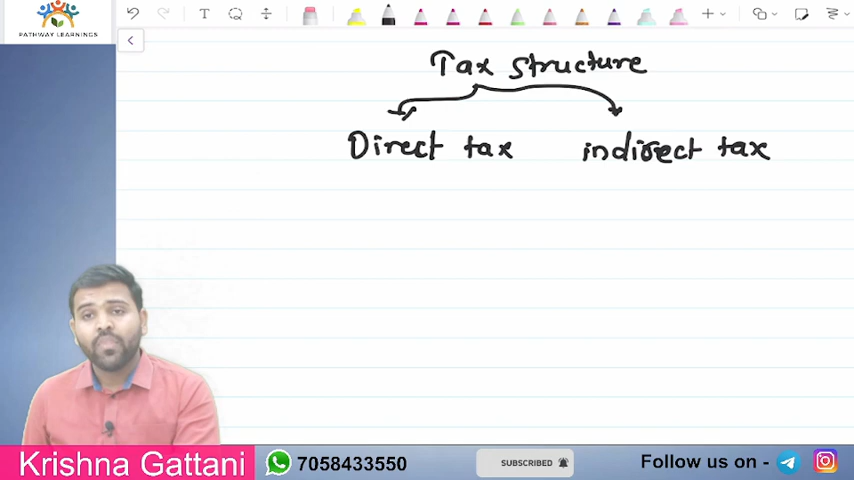 PATHWAY LEARNINGS
T
Tax structure
Direct tax indirect tax
Krishna Gattani 7058433550 SUBSCRIBED Follow us on -